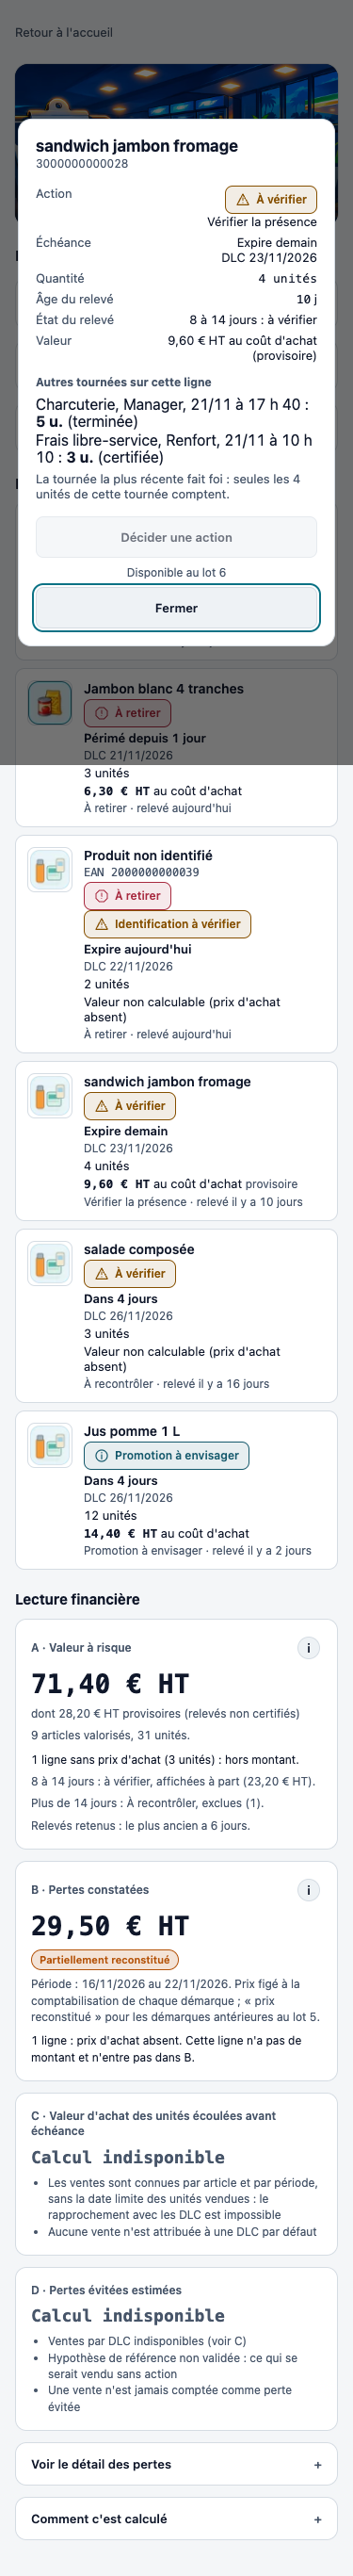 Retour à l'accueil
sandwich jambon fromage
3000000000028
Action
À vérifier
Vérifier la présence
Échéance
Expire demain
DLC 23/11/2026
Quantité
4 unités
Âge du relevé
10 j
État du relevé
8 à 14 jours : à vérifier
Valeur
9,60 € HT au coût d'achat
(provisoire)
Autres tournées sur cette ligne
Charcuterie, Manager, 21/11 à 17 h 40 :
5 u. (terminée)
Frais libre-service, Renfort, 21/11 à 10 h
10 : 3 u. (certifiée)
La tournée la plus récente fait foi : seules les 4
unités de cette tournée comptent.
Décider une action
Disponible au lot 6
Fermer
Jambon blanc 4 tranches
À retirer
Périmé depuis 1 jour
DLC 21/11/2026
3 unités
6,30 € HT au coût d'achat
À retirer · relevé aujourd'hui
Produit non identifié
EAN 2000000000039
À retirer
Identification à vérifier
Expire aujourd'hui
DLC 22/11/2026
2 unités
Valeur non calculable (prix d'achat
absent)
À retirer · relevé aujourd'hui
sandwich jambon fromage
À vérifier
Expire demain
DLC 23/11/2026
4 unités
9,60 € HT au coût d'achat provisoire
Vérifier la présence · relevé il y a 10 jours
salade composée
À vérifier
Dans 4 jours
DLC 26/11/2026
3 unités
Valeur non calculable (prix d'achat
absent)
À recontrôler · relevé il y a 16 jours
Jus pomme 1 L
Promotion à envisager
Dans 4 jours
DLC 26/11/2026
12 unités
14,40 € HT au coût d'achat
Promotion à envisager · relevé il y a 2 jours
Lecture financière
A · Valeur à risque
i
71,40 € HT
dont 28,20 € HT provisoires (relevés non certifiés)
9 articles valorisés, 31 unités.
1 ligne sans prix d'achat (3 unités) : hors montant.
8 à 14 jours : à vérifier, affichées à part (23,20 € HT).
Plus de 14 jours : À recontrôler, exclues (1).
Relevés retenus : le plus ancien a 6 jours.
B · Pertes constatées
i
29,50 € HT
Partiellement reconstitué
Période : 16/11/2026 au 22/11/2026. Prix figé à la
comptabilisation de chaque démarque ; « prix
reconstitué » pour les démarques antérieures au lot 5.
1 ligne : prix d'achat absent. Cette ligne n'a pas de
montant et n'entre pas dans B.
C · Valeur d'achat des unités écoulées avant
échéance
Calcul indisponible
• Les ventes sont connues par article et par période,
sans la date limite des unités vendues : le
rapprochement avec les DLC est impossible
• Aucune vente n'est attribuée à une DLC par défaut
D · Pertes évitées estimées
Calcul indisponible
• Ventes par DLC indisponibles (voir C)
• Hypothèse de référence non validée : ce qui se
serait vendu sans action
• Une vente n'est jamais comptée comme perte
évitée
Voir le détail des pertes +
Comment c'est calculé +